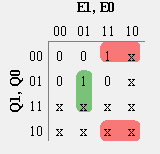 E1, E0
00 01 11 10
Q1, Q0
00 0 0 1 x
01 0 1 0 x
11 x x x x
10 x x x x